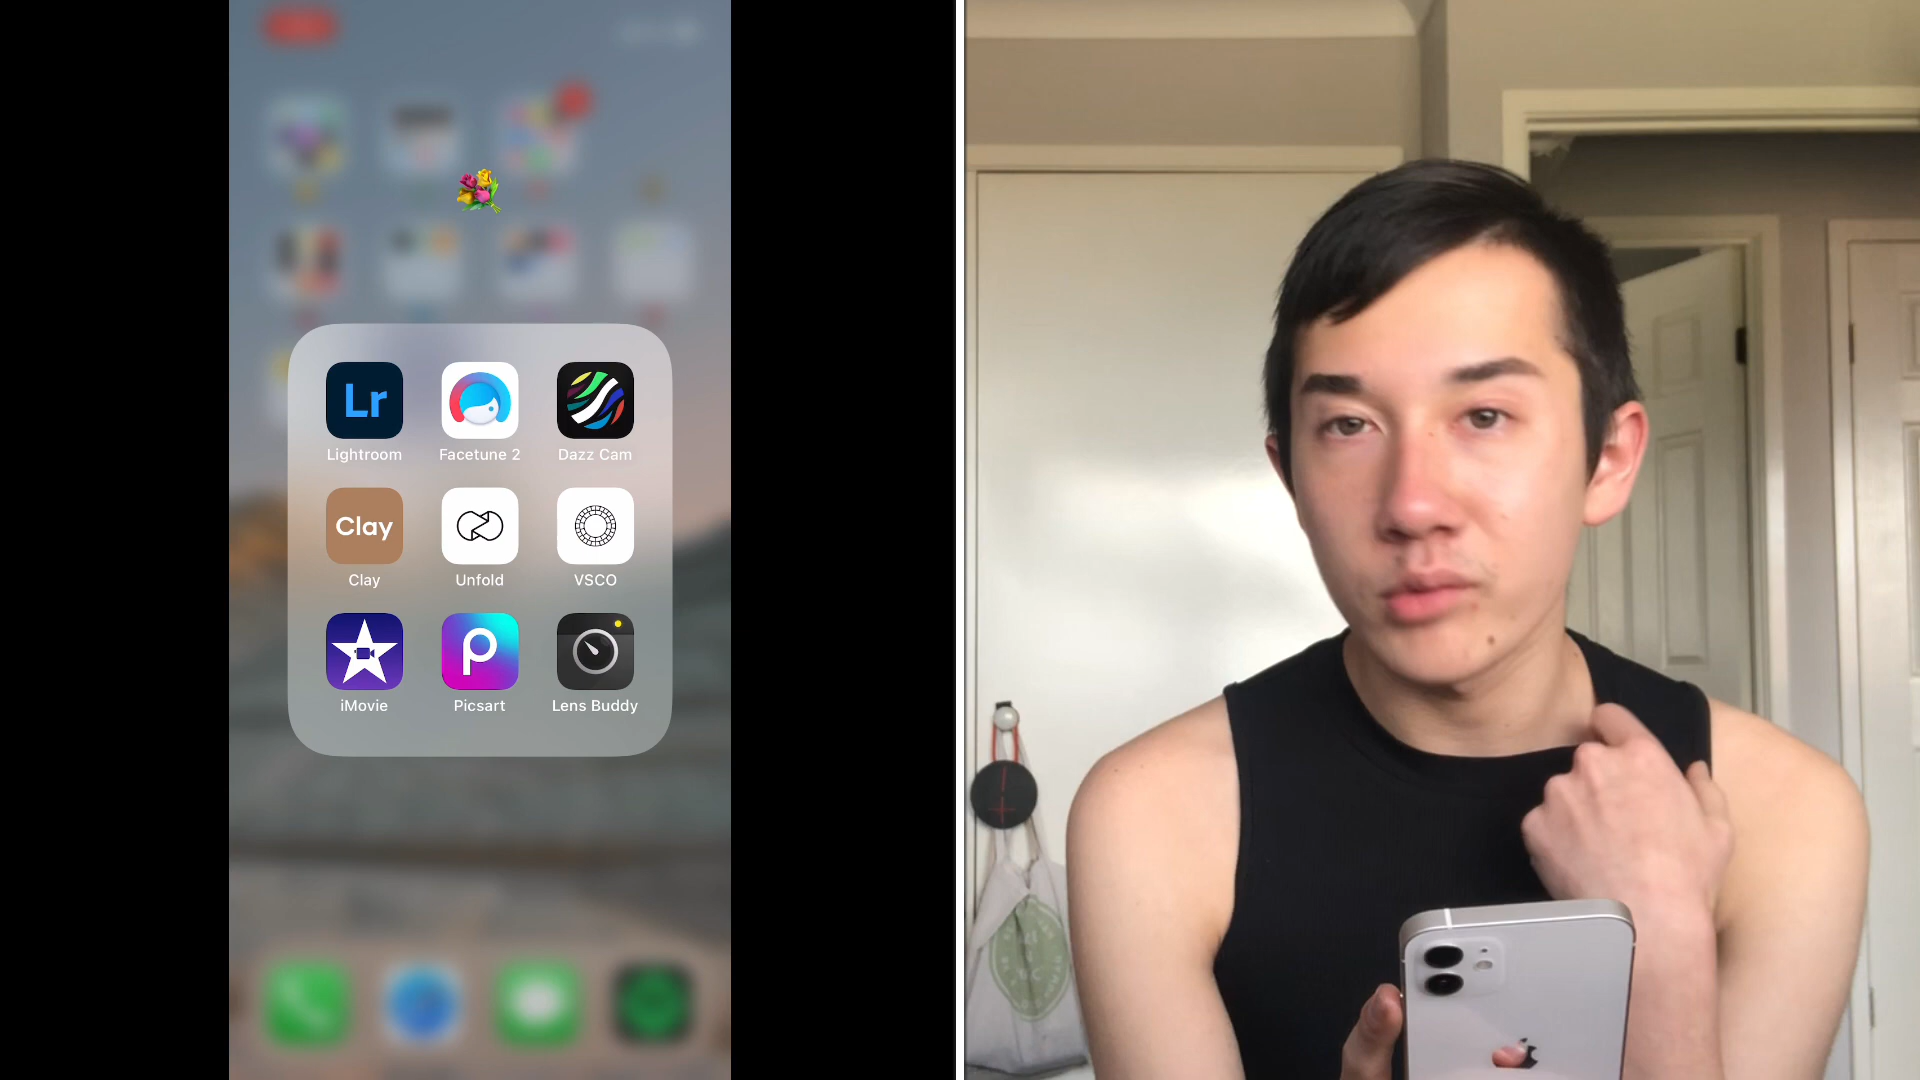 💐
Lr
Lightroom
Facetune 2
Dazz Cam
Clay
Clay
Unfold
VSCO
iMovie
P
Picsart
Lens Buddy